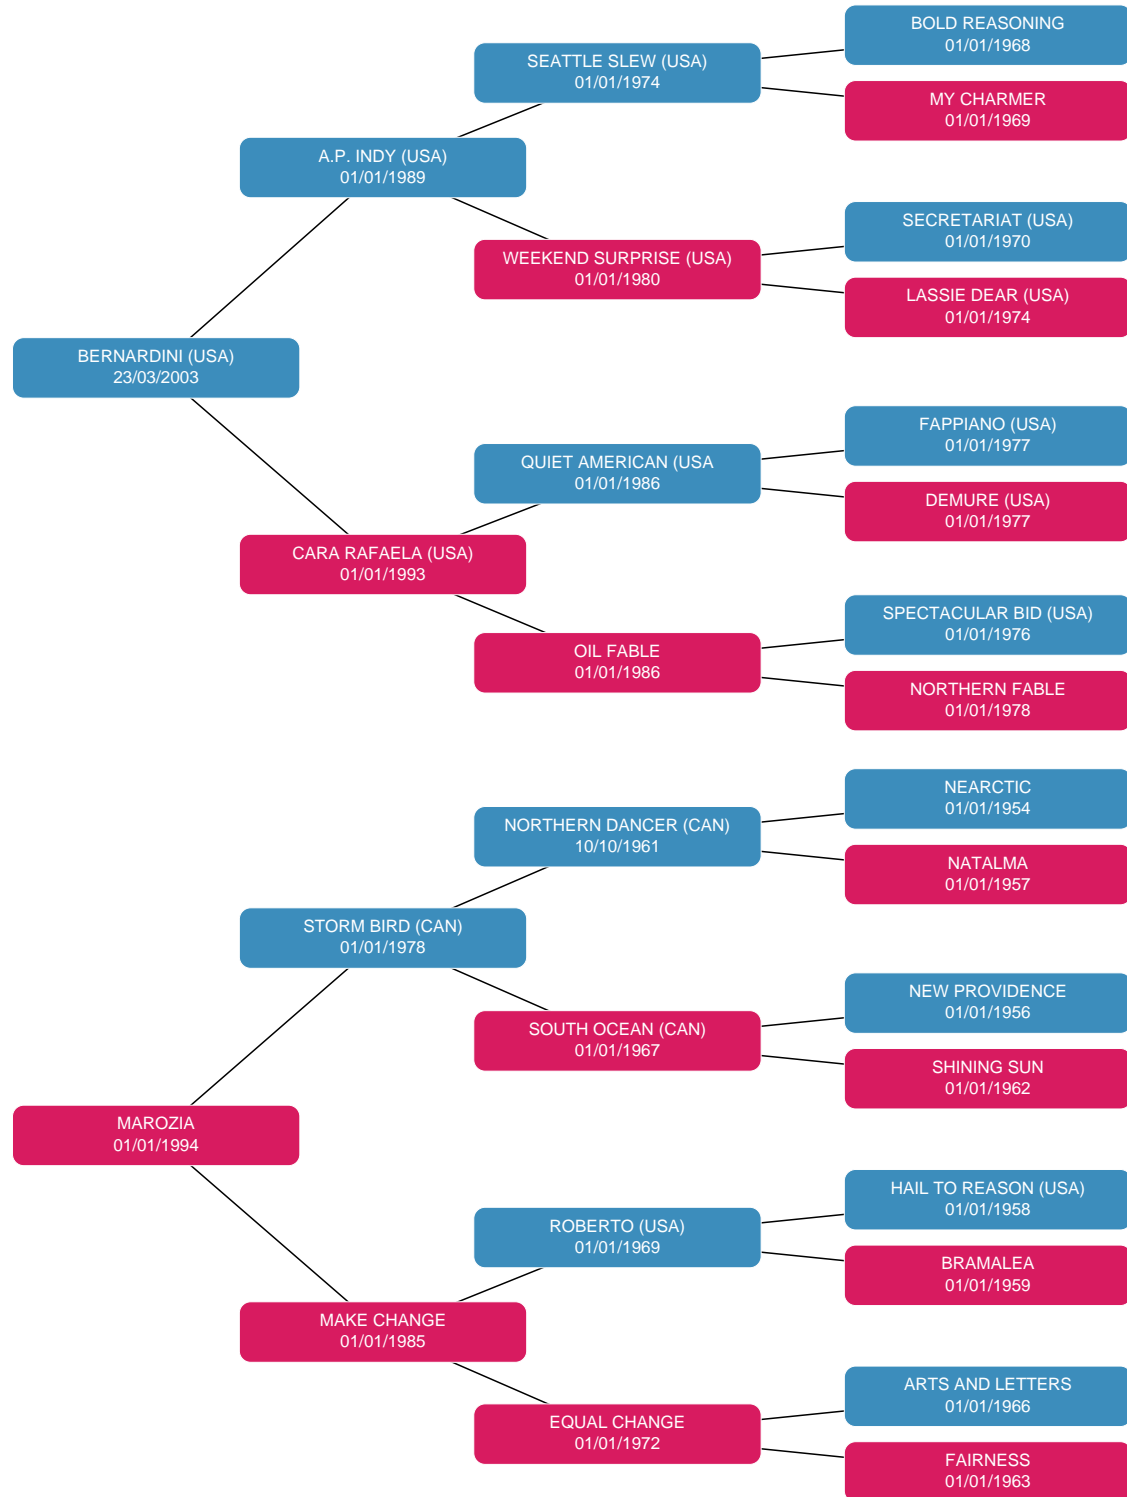 BOLD REASONING
01/01/1968
SEATTLE SLEW (USA)
01/01/1974
MY CHARMER
01/01/1969
A.P. INDY (USA)
01/01/1989
SECRETARIAT (USA)
01/01/1970
WEEKEND SURPRISE (USA)
01/01/1980
LASSIE DEAR (USA)
01/01/1974
BERNARDINI (USA)
23/03/2003
FAPPIANO (USA)
01/01/1977
QUIET AMERICAN (USA
01/01/1986
DEMURE (USA)
01/01/1977
CARA RAFAELA (USA)
01/01/1993
SPECTACULAR BID (USA)
01/01/1976
OIL FABLE
01/01/1986
NORTHERN FABLE
01/01/1978
NEARCTIC
01/01/1954
NORTHERN DANCER (CAN)
10/10/1961
NATALMA
01/01/1957
STORM BIRD (CAN)
01/01/1978
NEW PROVIDENCE
01/01/1956
SOUTH OCEAN (CAN)
01/01/1967
SHINING SUN
01/01/1962
MAROZIA
01/01/1994
HAIL TO REASON (USA)
01/01/1958
ROBERTO (USA)
01/01/1969
BRAMALEA
01/01/1959
MAKE CHANGE
01/01/1985
ARTS AND LETTERS
01/01/1966
EQUAL CHANGE
01/01/1972
FAIRNESS
01/01/1963